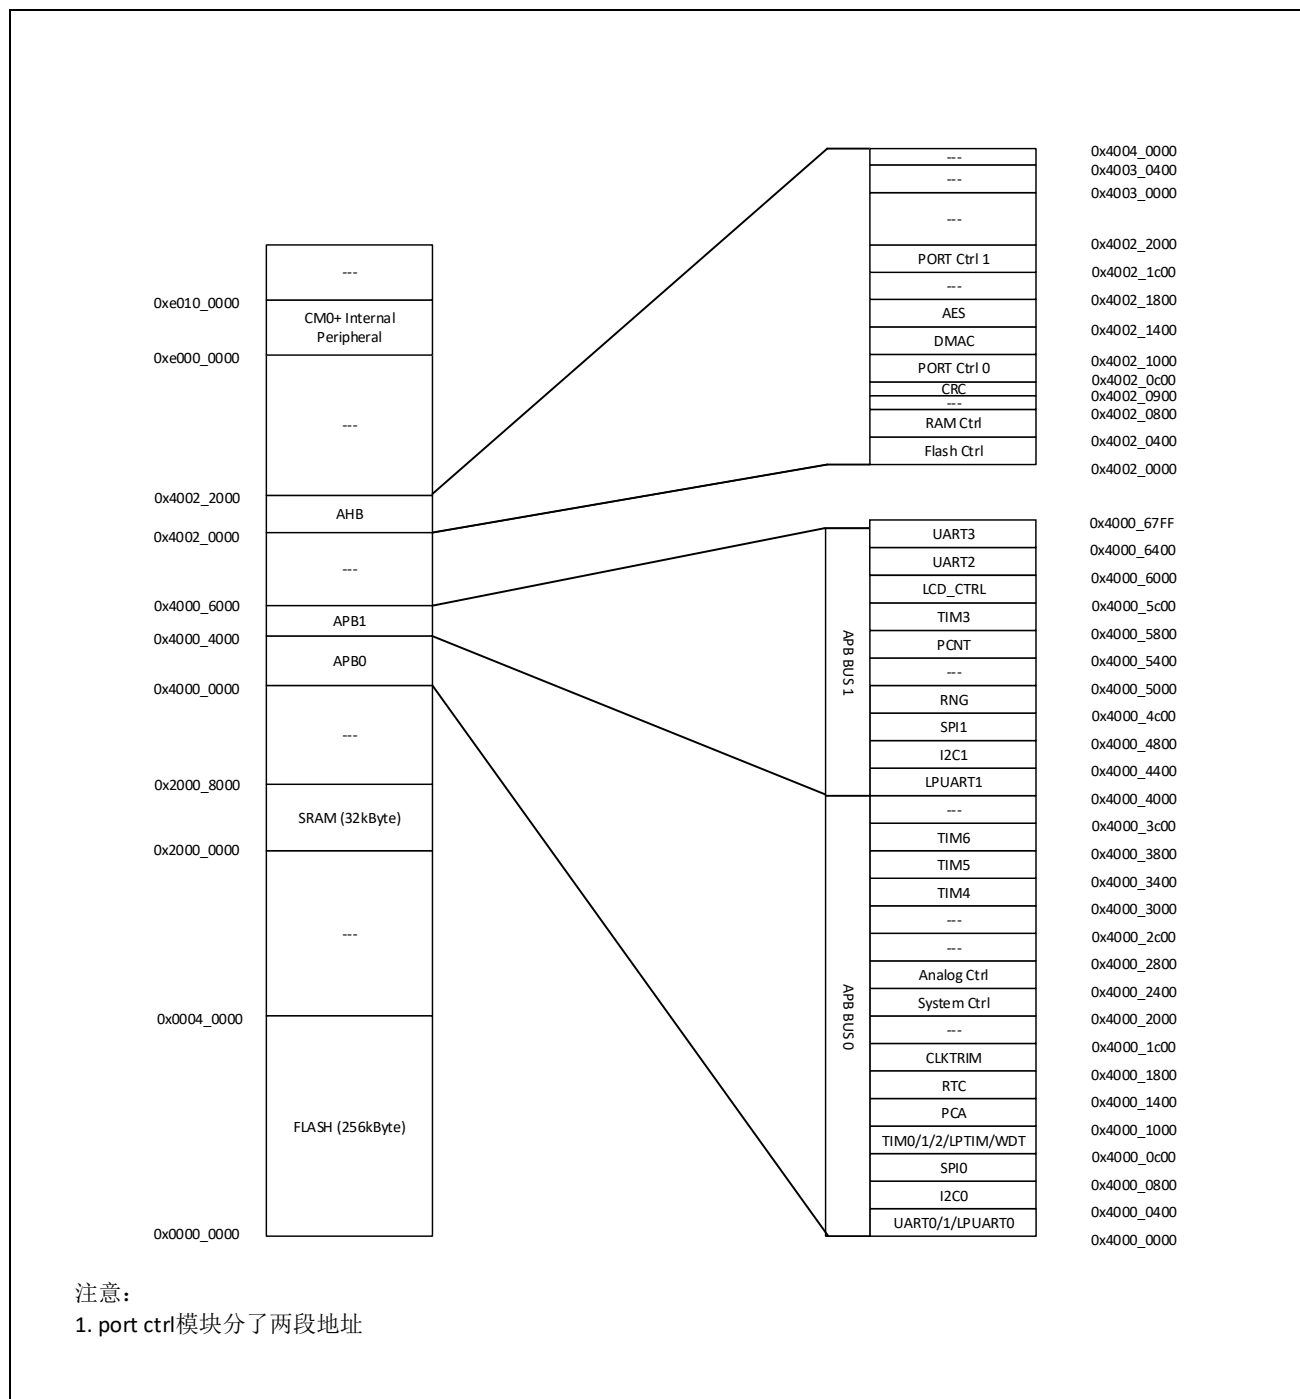 ---
0xe010_0000
CM0+ Internal
Peripheral
0xe000_0000
---
0x4002_2000
AHB
0x4002_0000
---
0x4000_6000
APB1
0x4000_4000
APB0
0x4000_0000
---
0x2000_8000
SRAM (32kByte)
0x2000_0000
---
0x0004_0000
FLASH (256kByte)
0x0000_0000
0x4004_0000
---
0x4003_0400
---
0x4003_0000
---
0x4002_2000
PORT Ctrl 1
0x4002_1c00
---
0x4002_1800
AES
0x4002_1400
DMAC
0x4002_1000
PORT Ctrl 0
0x4002_0c00
CRC
0x4002_0900
---
0x4002_0800
RAM Ctrl
0x4002_0400
Flash Ctrl
0x4002_0000
APB BUS1
0x4000_67FF
UART3
0x4000_6400
UART2
0x4000_6000
LCD_CTRL
0x4000_5c00
TIM3
0x4000_5800
PCNT
0x4000_5400
---
0x4000_5000
RNG
0x4000_4c00
SPI1
0x4000_4800
I2C1
0x4000_4400
LPUART1
0x4000_4000
APB BUS0
---
0x4000_3c00
TIM6
0x4000_3800
TIM5
0x4000_3400
TIM4
0x4000_3000
---
0x4000_2c00
---
0x4000_2800
Analog Ctrl
0x4000_2400
System Ctrl
0x4000_2000
---
0x4000_1c00
CLKTRIM
0x4000_1800
RTC
0x4000_1400
PCA
0x4000_1000
TIM0/1/2/LPTIM/WDT
0x4000_0c00
SPI0
0x4000_0800
I2C0
0x4000_0400
UART0/1/LPUART0
0x4000_0000
注意：
1. port ctrl模块分了两段地址